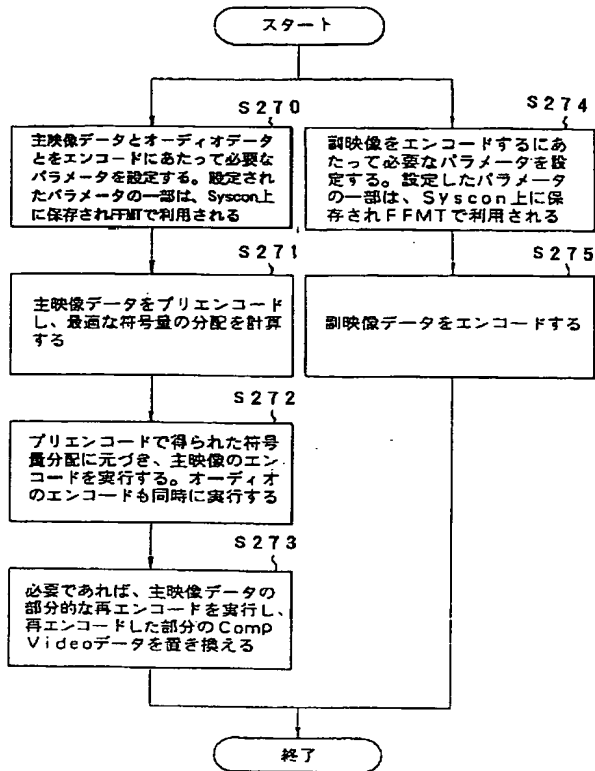 スタート
S270
主映像データとオーディオデータ
とをエンコードにあたって必要な
パラメータを設定する。設定され
たパラメータの一部は、Syscon上
に保存されFFMTで利用される
S271
主映像データをプリエンコード
し、最適な符号量の分配を計算
する
S272
プリエンコードで得られた符号
量分配に元づき、主映像のエン
コードを実行する。オーディオ
のエンコードも同時に実行する
S273
必要であれば、主映像データの
部分的な再エンコードを実行し、
再エンコードした部分のComp
Videoデータを置き換える
S274
副映像をエンコードするにあ
たって必要なパラメータを設
定する。設定したパラメータ
の一部は、Syscon上に保
存されFFMTで利用される
S275
副映像データをエンコードする
終了